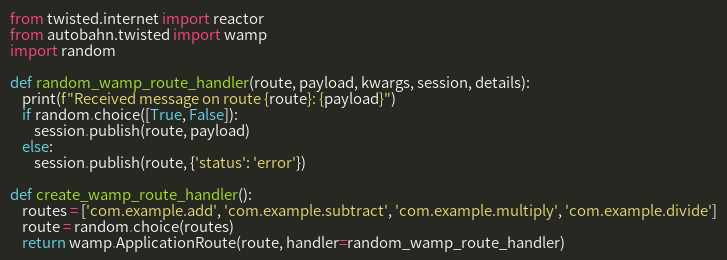 from twisted.internet import reactor
from autobahn.twisted import wamp
import random

def random_wamp_route_handler(route, payload, kwargs, session, details):
    print(f"Received message on route {route}: {payload}")
    if random.choice([True, False]):
        session.publish(route, payload)
    else:
        session.publish(route, {'status': 'error'})

def create_wamp_route_handler():
    routes = ['com.example.add', 'com.example.subtract', 'com.example.multiply', 'com.example.divide']
    route = random.choice(routes)
    return wamp.ApplicationRoute(route, handler=random_wamp_route_handler)